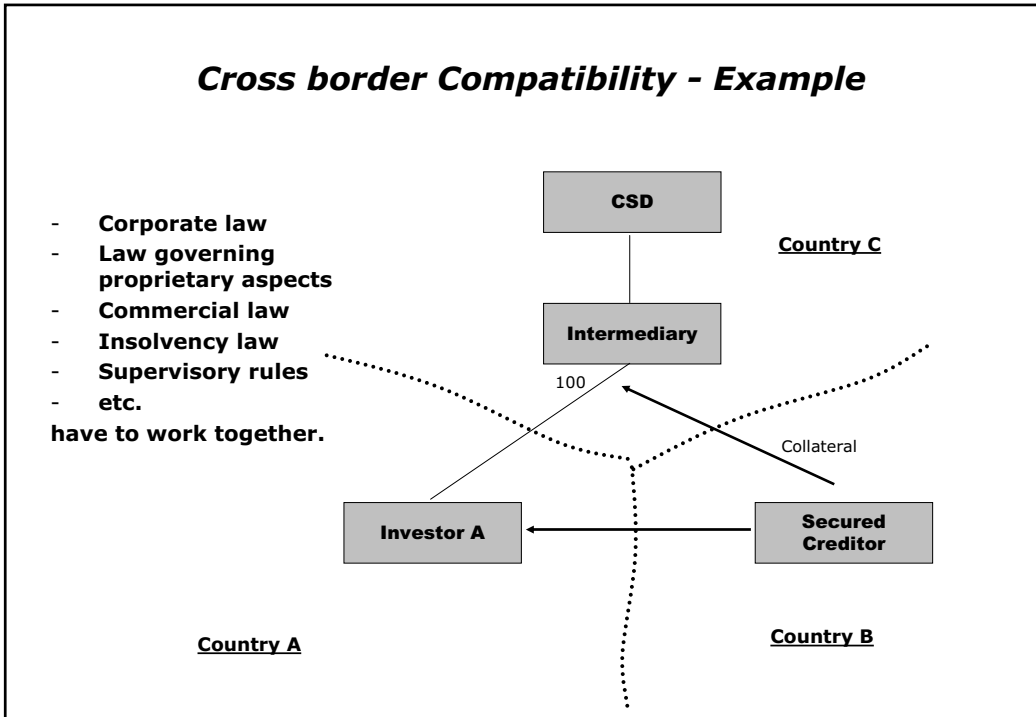 Cross border Compatibility - Example
- Corporate law
- Law governing
proprietary aspects
- Commercial law
- Insolvency law
- Supervisory rules
- etc.
have to work together.
CSD
Country C
Intermediary
100
Collateral
Investor A
Secured
Creditor
Country A
Country B